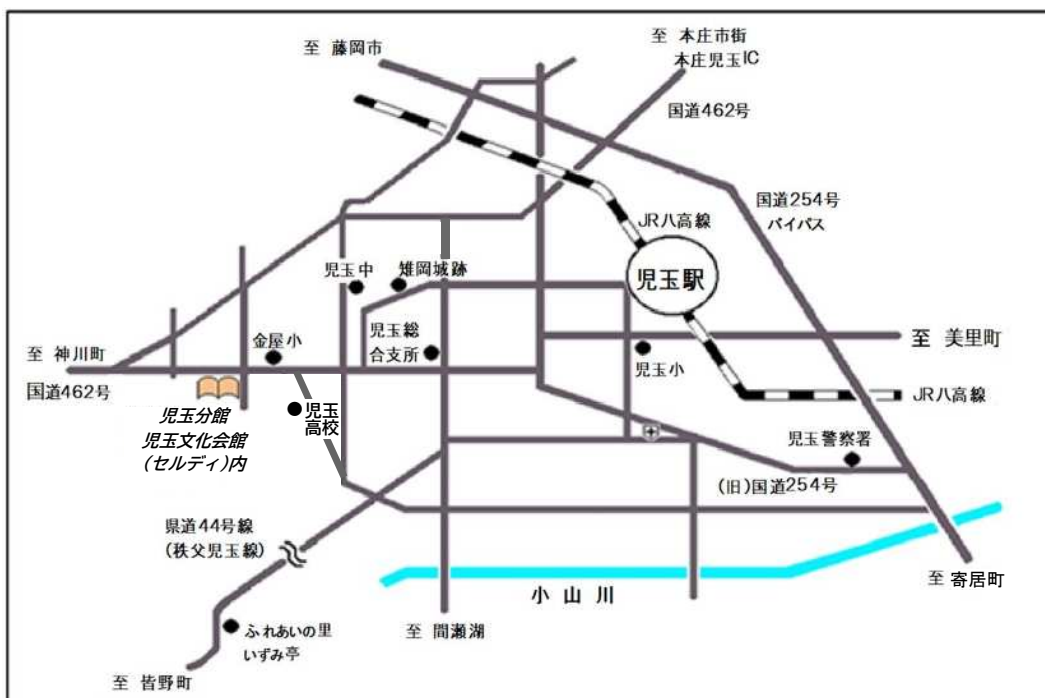 至 藤岡市
至 本庄市街
本庄児玉IC
国道462号
国道254号
バイパス
JR八高線
児玉駅
児玉中
雉岡城跡
児玉総
合支所
金屋小
至 神川町
国道462号
児玉小
至 美里町
JR八高線
児玉分館
児玉文化会館
(セルディ)内
児玉
高校
児玉警察署
(旧)国道254号
県道44号線
(秩父児玉線)
小山川
至 寄居町
ふれあいの里
いずみ亭
至 間瀬湖
至 皆野町